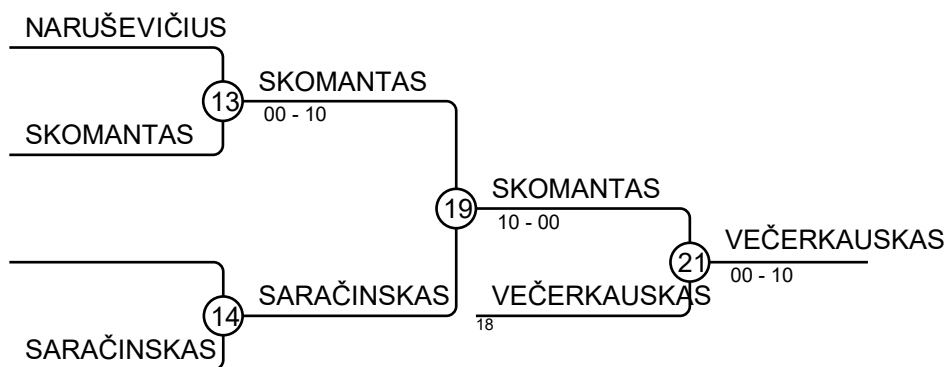 NARUŠEVIČIUS
13
SKOMANTAS
00 - 10
SKOMANTAS
19
SKOMANTAS
10 - 00
21
VEČERKAUSKAS
00 - 10
14
SARAČINSKAS
VEČERKAUSKAS
18
SARAČINSKAS